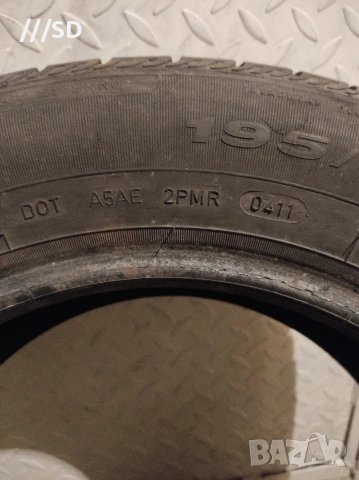 ///SD
195/
DOT A5AE 2PMR 0411
BAZAR